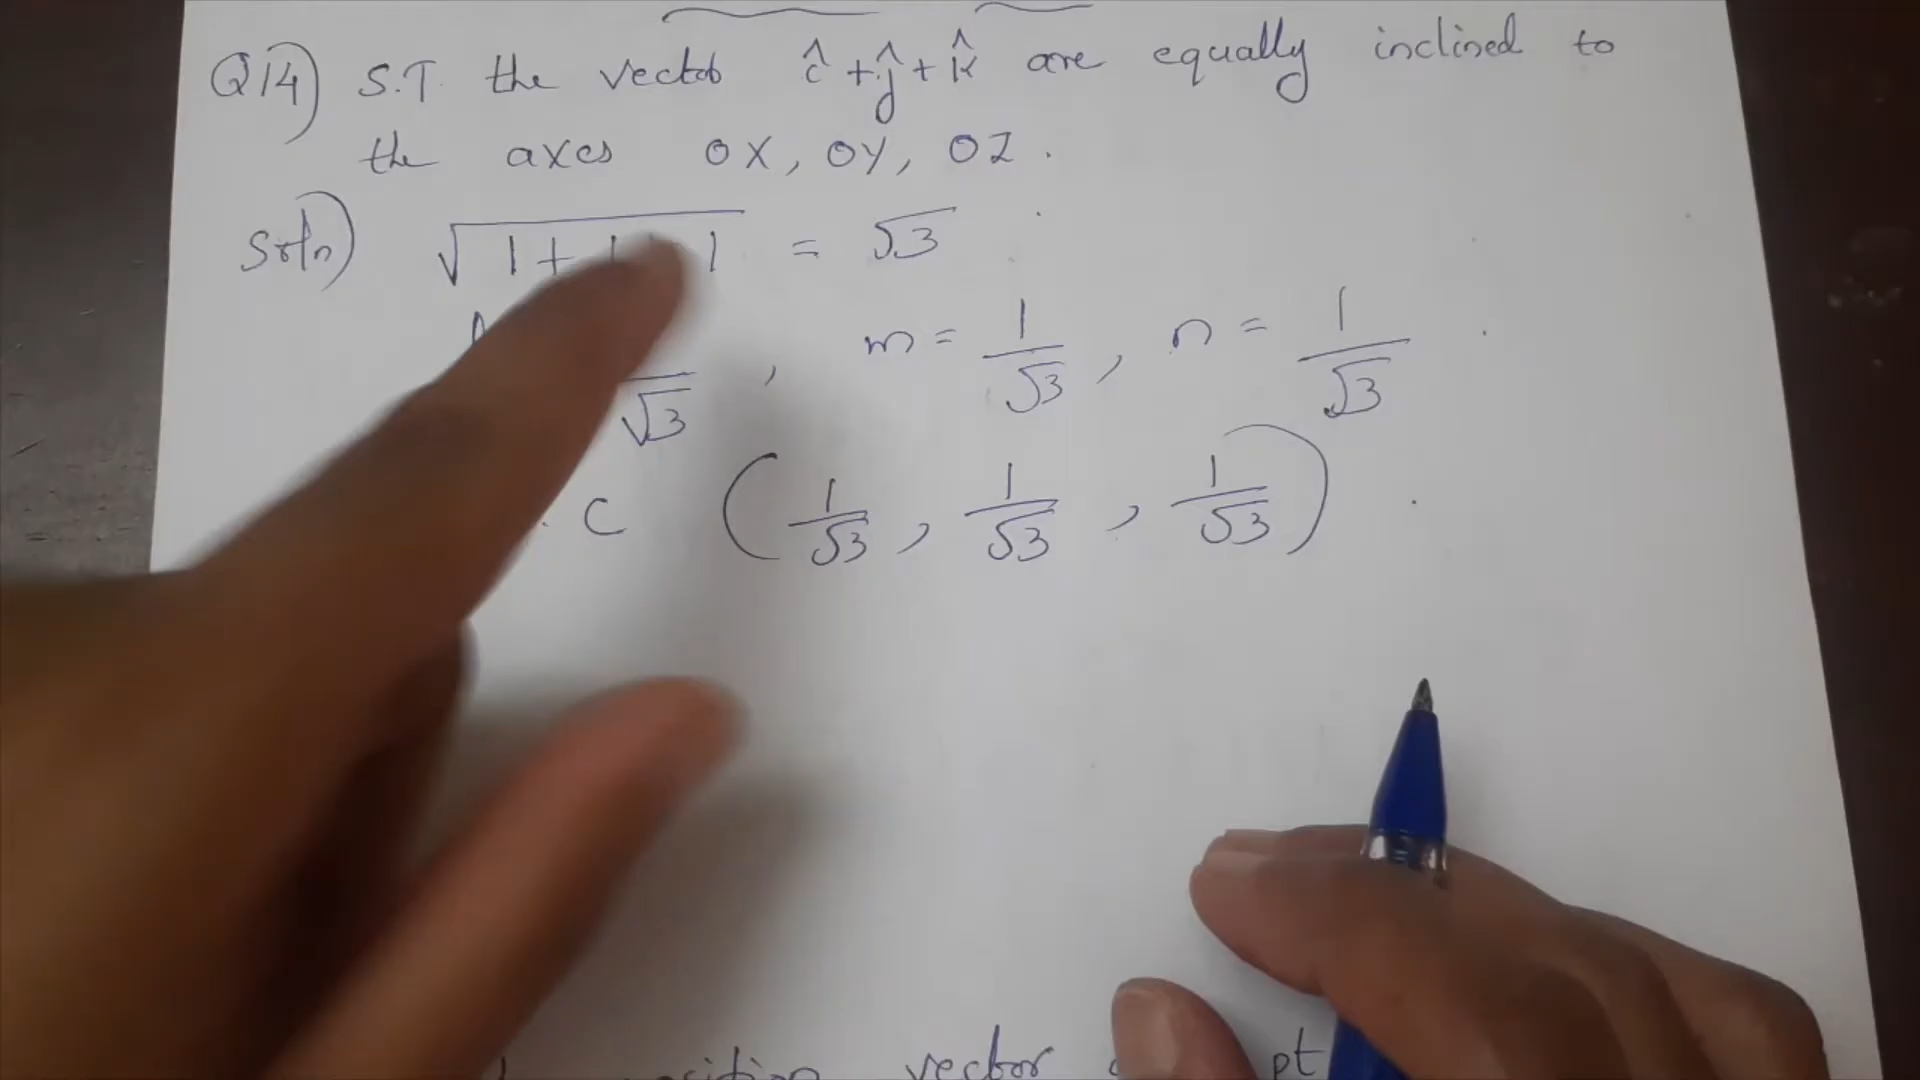 Q14) S.T. the vector î + ĵ + k̂ are equally inclined to
the axes OX, OY, OZ.
Soln) √1+1+1 = √3
√3 , m = 1/√3 , n = 1/√3
. C (1/√3 , 1/√3 , 1/√3)
vector pt